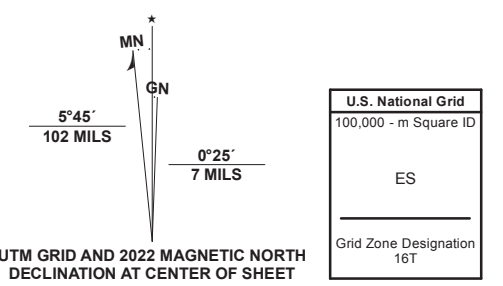 ★
MN
GN
5°45´
102 MILS
0°25´
7 MILS
UTM GRID AND 2022 MAGNETIC NORTH
DECLINATION AT CENTER OF SHEET
U.S. National Grid
100,000 - m Square ID
ES
Grid Zone Designation
16T